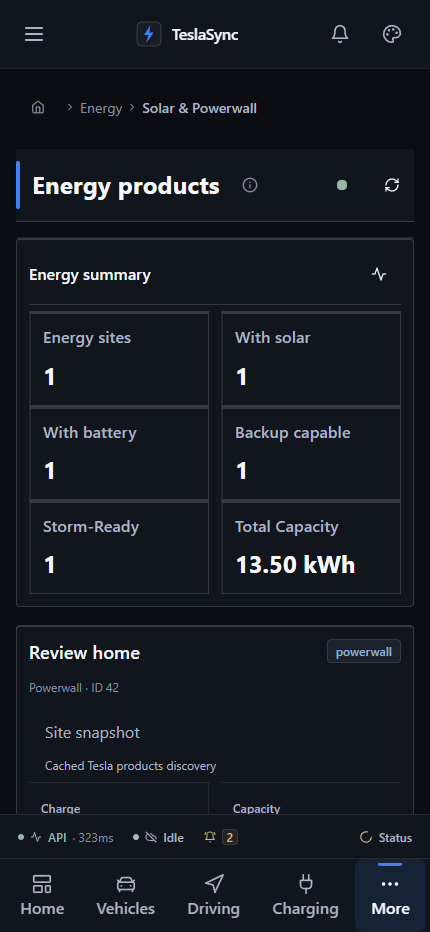 TeslaSync
Energy
Solar & Powerwall
Energy products
Energy summary
Energy sites
1
With solar
1
With battery
1
Backup capable
1
Storm-Ready
1
Total Capacity
13.50 kWh
Review home
powerwall
Powerwall · ID 42
Site snapshot
Cached Tesla products discovery
Charge
Capacity
API · 323ms
Idle
2
Status
Home
Vehicles
Driving
Charging
More